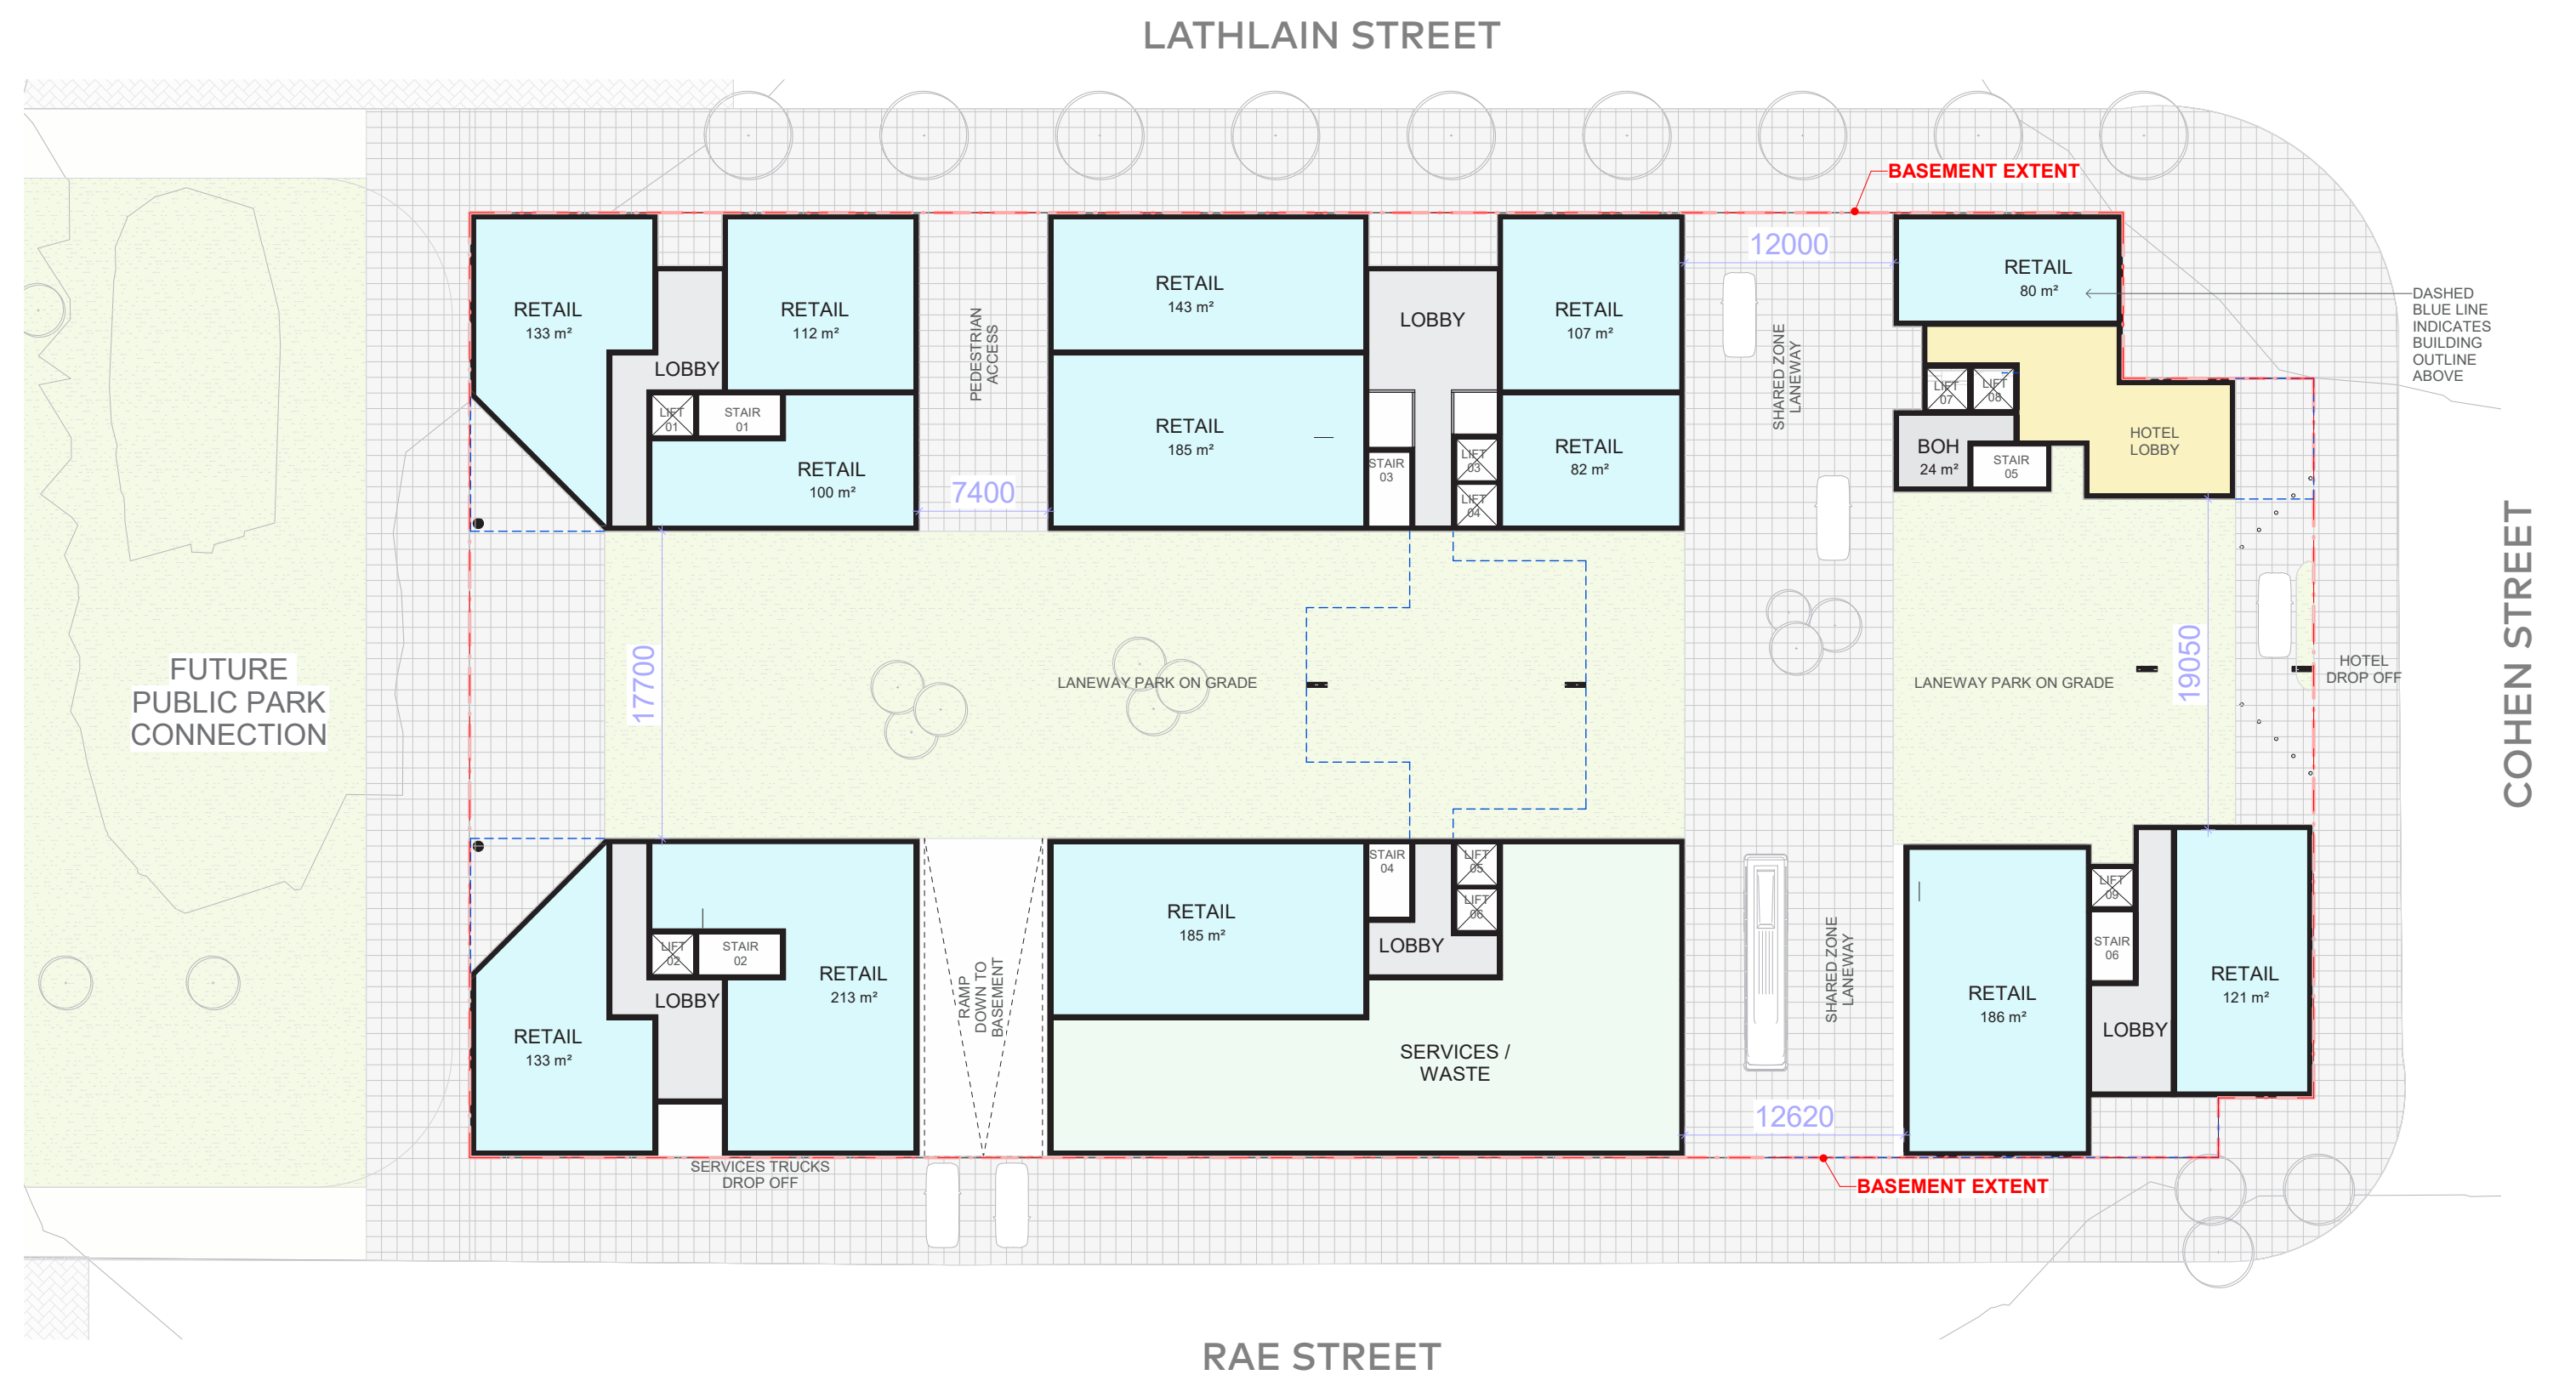 LATHLAIN STREET
BASEMENT EXTENT
12000
RETAIL
133 m²
RETAIL
112 m²
LOBBY
LIFT
01
STAIR
01
RETAIL
100 m²
PEDESTRIAN
ACCESS
7400
RETAIL
143 m²
RETAIL
185 m²
LOBBY
STAIR
03
LIFT
03
LIFT
04
RETAIL
107 m²
RETAIL
82 m²
SHARED ZONE
LANEWAY
RETAIL
80 m²
LIFT
07
LIFT
08
BOH
24 m²
STAIR
05
HOTEL
LOBBY
DASHED
BLUE LINE
INDICATES
BUILDING
OUTLINE
ABOVE
FUTURE
PUBLIC PARK
CONNECTION
17700
LANEWAY PARK ON GRADE
LANEWAY PARK ON GRADE
19050
HOTEL
DROP OFF
COHEN STREET
RETAIL
133 m²
LOBBY
LIFT
02
STAIR
02
RETAIL
213 m²
RAMP
DOWN TO
BASEMENT
RETAIL
185 m²
STAIR
04
LIFT
05
LIFT
06
LOBBY
SERVICES /
WASTE
SHARED ZONE
LANEWAY
12620
RETAIL
186 m²
LIFT
09
STAIR
06
LOBBY
RETAIL
121 m²
SERVICES TRUCKS
DROP OFF
BASEMENT EXTENT
RAE STREET